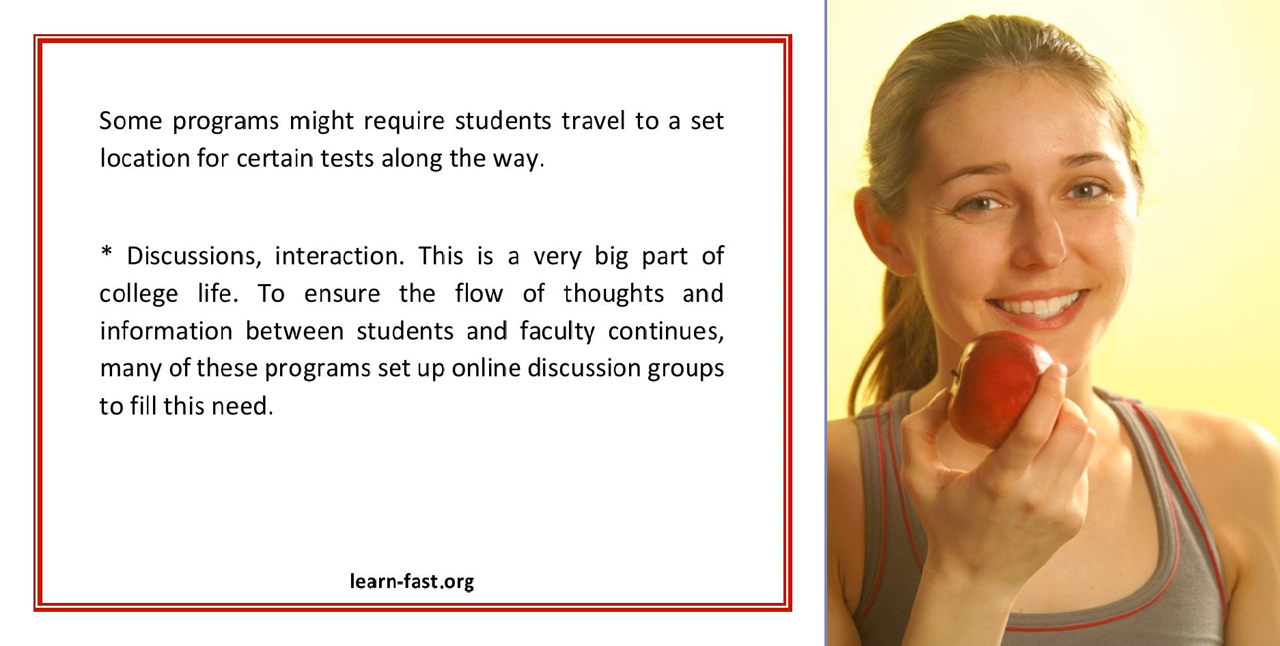 Some programs might require students travel to a set
location for certain tests along the way.
* Discussions, interaction. This is a very big part of
college life. To ensure the flow of thoughts and
information between students and faculty continues,
many of these programs set up online discussion groups
to fill this need.
learn-fast.org